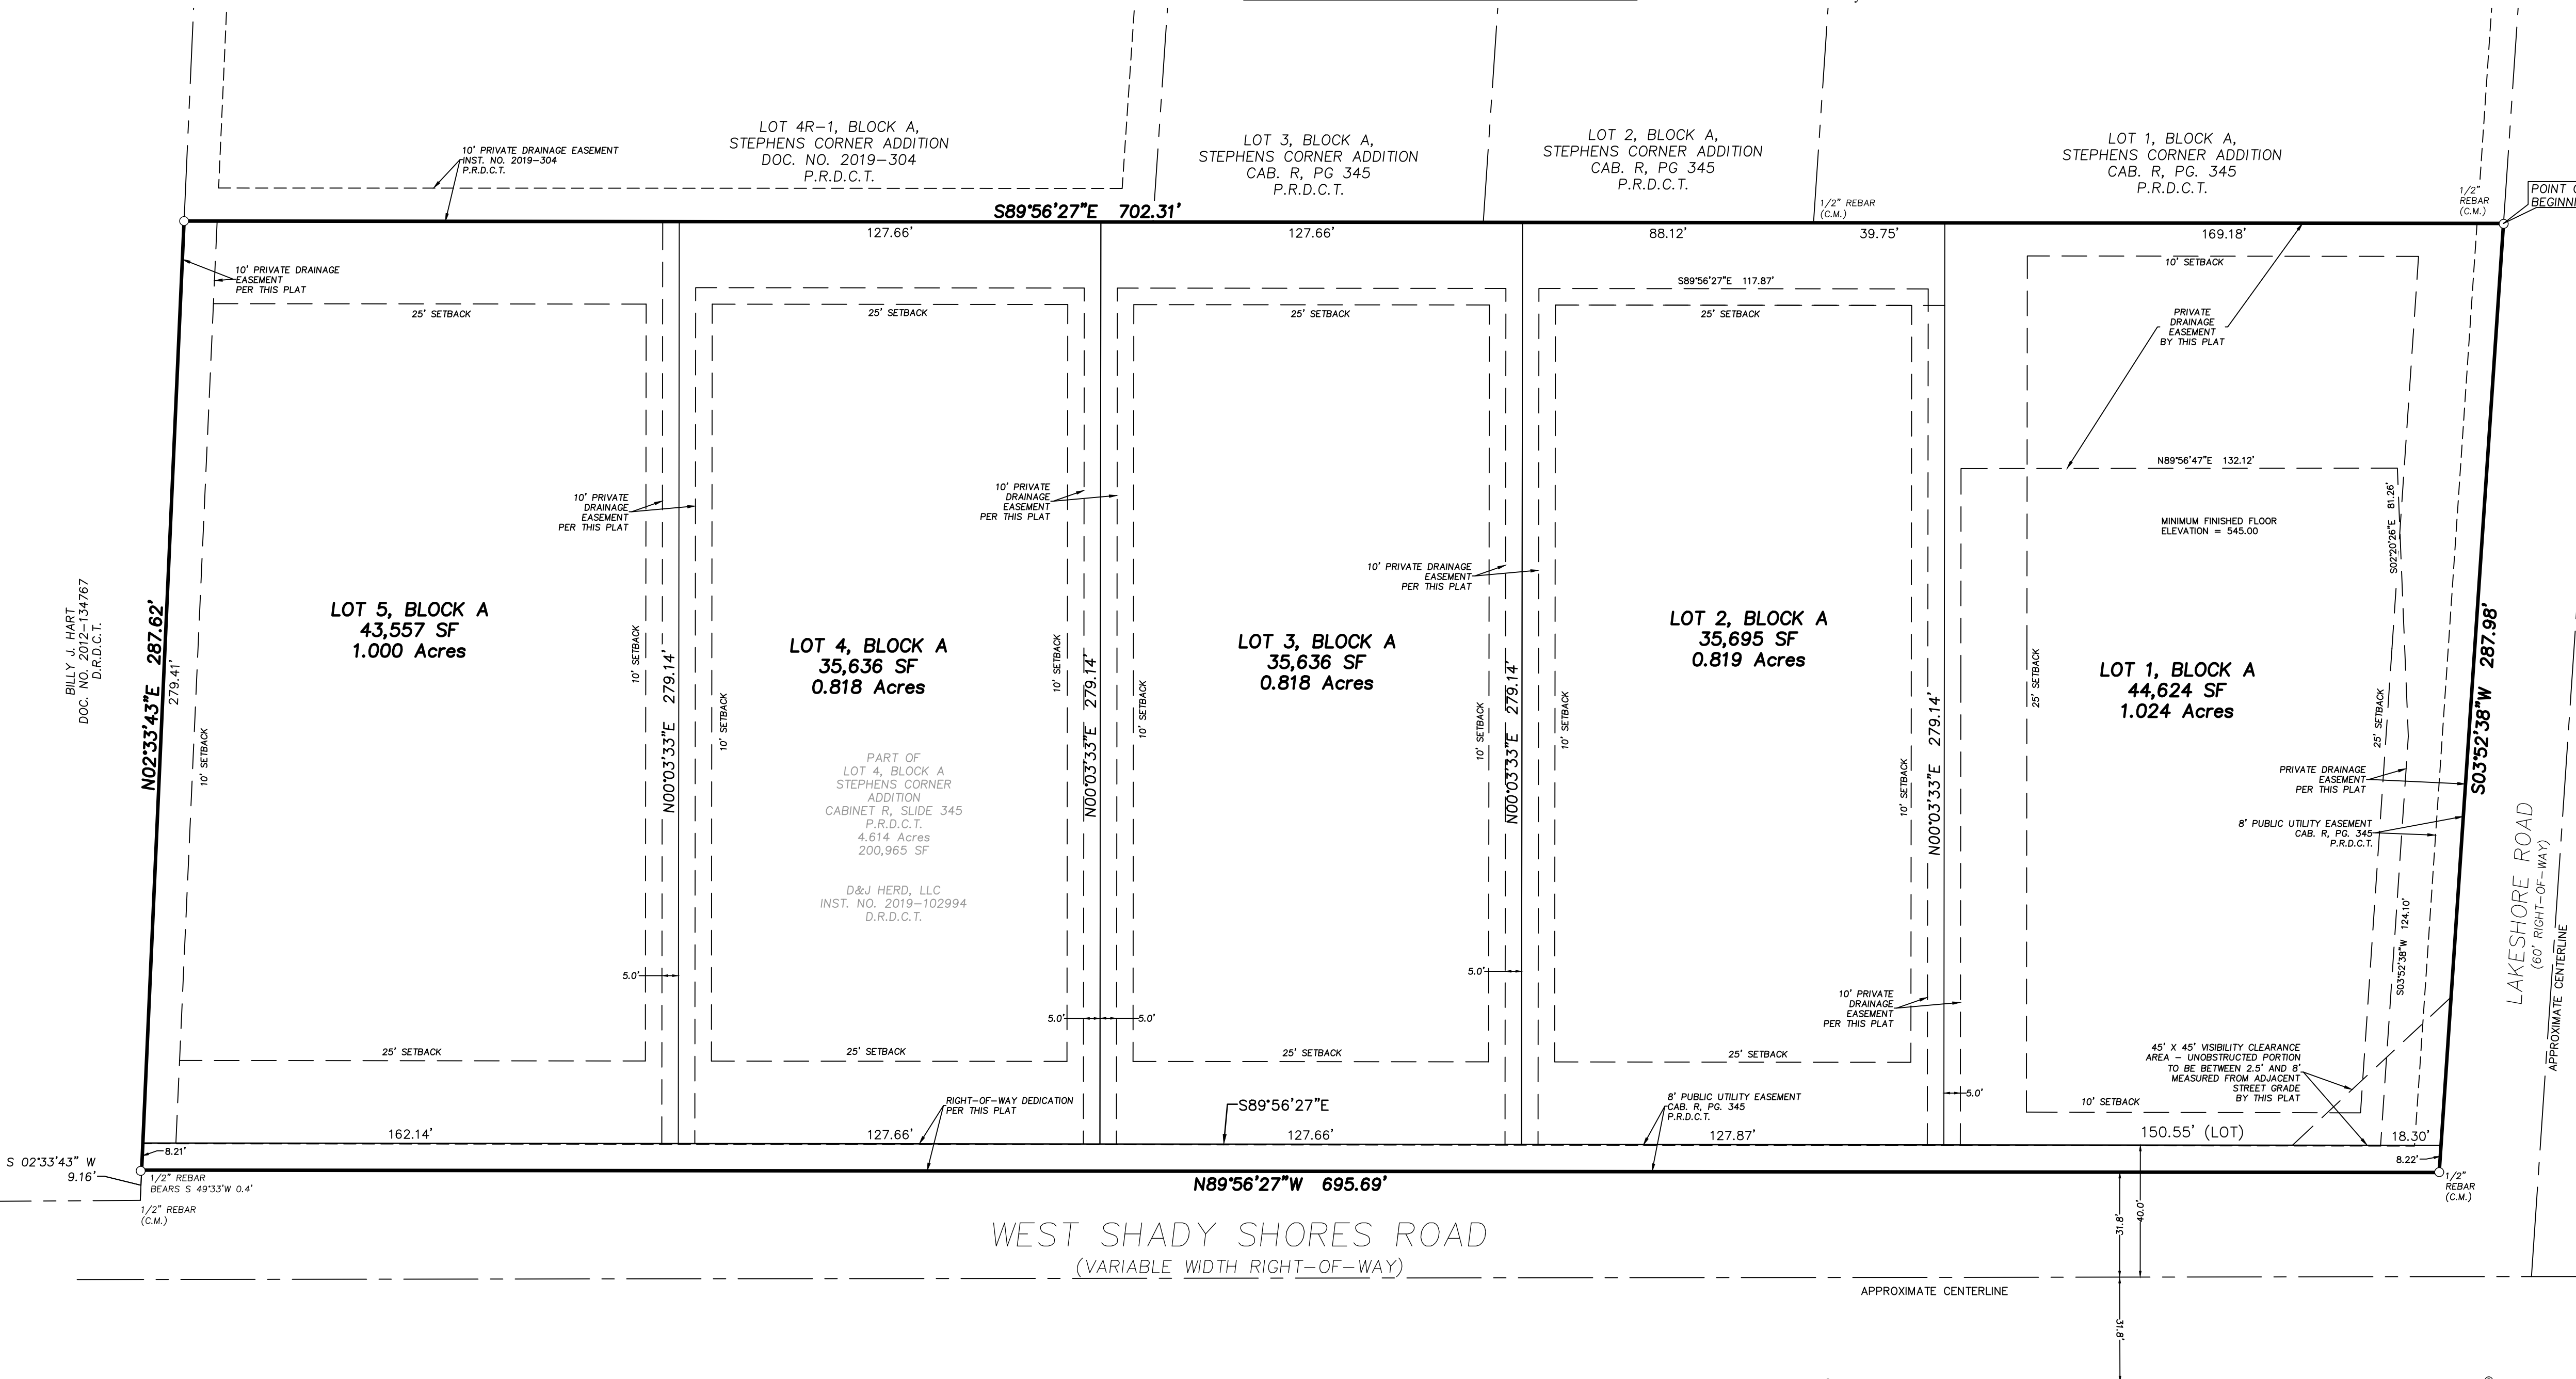 LOT 4R-1, BLOCK A,
STEPHENS CORNER ADDITION
DOC. NO. 2019-304
P.R.D.C.T.
10' PRIVATE DRAINAGE EASEMENT
INST. NO. 2019-304
P.R.D.C.T.
LOT 3, BLOCK A,
STEPHENS CORNER ADDITION
CAB. R, PG 345
P.R.D.C.T.
LOT 2, BLOCK A,
STEPHENS CORNER ADDITION
CAB. R, PG 345
P.R.D.C.T.
LOT 1, BLOCK A,
STEPHENS CORNER ADDITION
CAB. R, PG. 345
P.R.D.C.T.
1/2"
REBAR
(C.M.)
POINT
BEGINN
1/2" REBAR
(C.M.)
S89°56'27"E 702.31'
127.66'
127.66'
88.12'
39.75'
169.18'
10' PRIVATE DRAINAGE
EASEMENT
PER THIS PLAT
25' SETBACK
25' SETBACK
25' SETBACK
S89°56'27"E 117.87'
25' SETBACK
10' SETBACK
PRIVATE
DRAINAGE
EASEMENT
BY THIS PLAT
N89°56'47"E 132.12'
S02°20'26"E 81.26'
MINIMUM FINISHED FLOOR
ELEVATION = 545.00
10' PRIVATE
DRAINAGE
EASEMENT
PER THIS PLAT
10' PRIVATE
DRAINAGE
EASEMENT
PER THIS PLAT
10' PRIVATE DRAINAGE
EASEMENT
PER THIS PLAT
BILLY J. HART
DOC. NO. 2012-134767
D.R.D.C.T.
N02°33'43"E 287.62'
279.41'
10' SETBACK
LOT 5, BLOCK A
43,557 SF
1.000 Acres
10' SETBACK
N00°03'33"E 279.14'
10' SETBACK
LOT 4, BLOCK A
35,636 SF
0.818 Acres
PART OF
LOT 4, BLOCK A
STEPHENS CORNER
ADDITION
CABINET R, SLIDE 345
P.R.D.C.T.
4.614 Acres
200,965 SF
D&J HERD, LLC
INST. NO. 2019-102994
D.R.D.C.T.
10' SETBACK
N00°03'33"E 279.14'
10' SETBACK
LOT 3, BLOCK A
35,636 SF
0.818 Acres
10' SETBACK
N00°03'33"E 279.14'
10' SETBACK
LOT 2, BLOCK A
35,695 SF
0.819 Acres
10' SETBACK
N00°03'33"E 279.14'
25' SETBACK
LOT 1, BLOCK A
44,624 SF
1.024 Acres
25' SETBACK
S03°52'38"W 287.98'
PRIVATE DRAINAGE
EASEMENT
PER THIS PLAT
8' PUBLIC UTILITY EASEMENT
CAB. R, PG. 345
P.R.D.C.T.
S03°52'38"W 124.10'
LAKESHORE ROAD
(60' RIGHT-OF-WAY)
APPROXIMATE CENTERLINE
5.0'
5.0'
5.0'
5.0'
10' PRIVATE
DRAINAGE
EASEMENT
PER THIS PLAT
25' SETBACK
25' SETBACK
25' SETBACK
25' SETBACK
45' X 45' VISIBILITY CLEARANCE
AREA - UNOBSTRUCTED PORTION
TO BE BETWEEN 2.5' AND 8'
MEASURED FROM ADJACENT
STREET GRADE
BY THIS PLAT
5.0'
10' SETBACK
RIGHT-OF-WAY DEDICATION
PER THIS PLAT
S89°56'27"E
8' PUBLIC UTILITY EASEMENT
CAB. R, PG. 345
P.R.D.C.T.
162.14'
127.66'
127.66'
127.87'
150.55' (LOT)
18.30'
8.21'
8.22'
S 02°33'43" W
9.16'
1/2" REBAR
BEARS S 49°33'W 0.4'
1/2" REBAR
(C.M.)
N89°56'27"W 695.69'
1/2"
REBAR
(C.M.)
31.8'
40.0'
WEST SHADY SHORES ROAD
(VARIABLE WIDTH RIGHT-OF-WAY)
APPROXIMATE CENTERLINE
31.8'